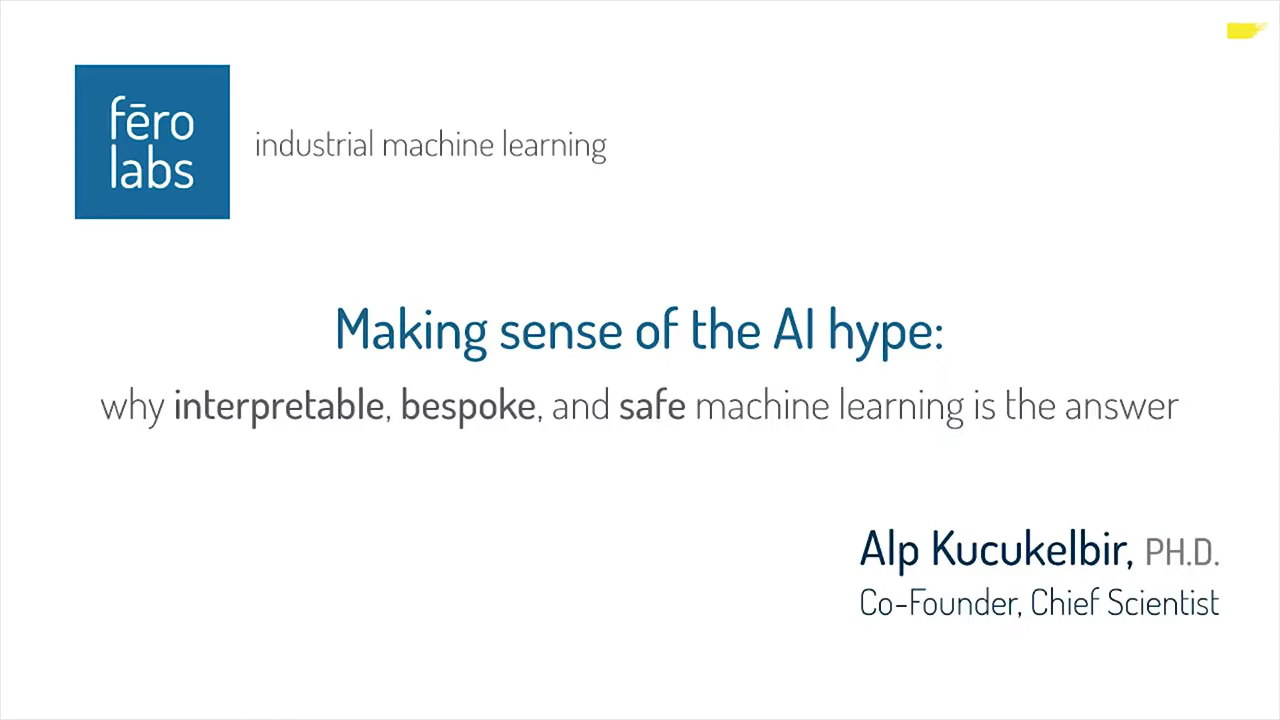 fēro
labs
industrial machine learning
Making sense of the AI hype:
why interpretable, bespoke, and safe machine learning is the answer
Alp Kucukelbir, PH.D.
Co-Founder, Chief Scientist